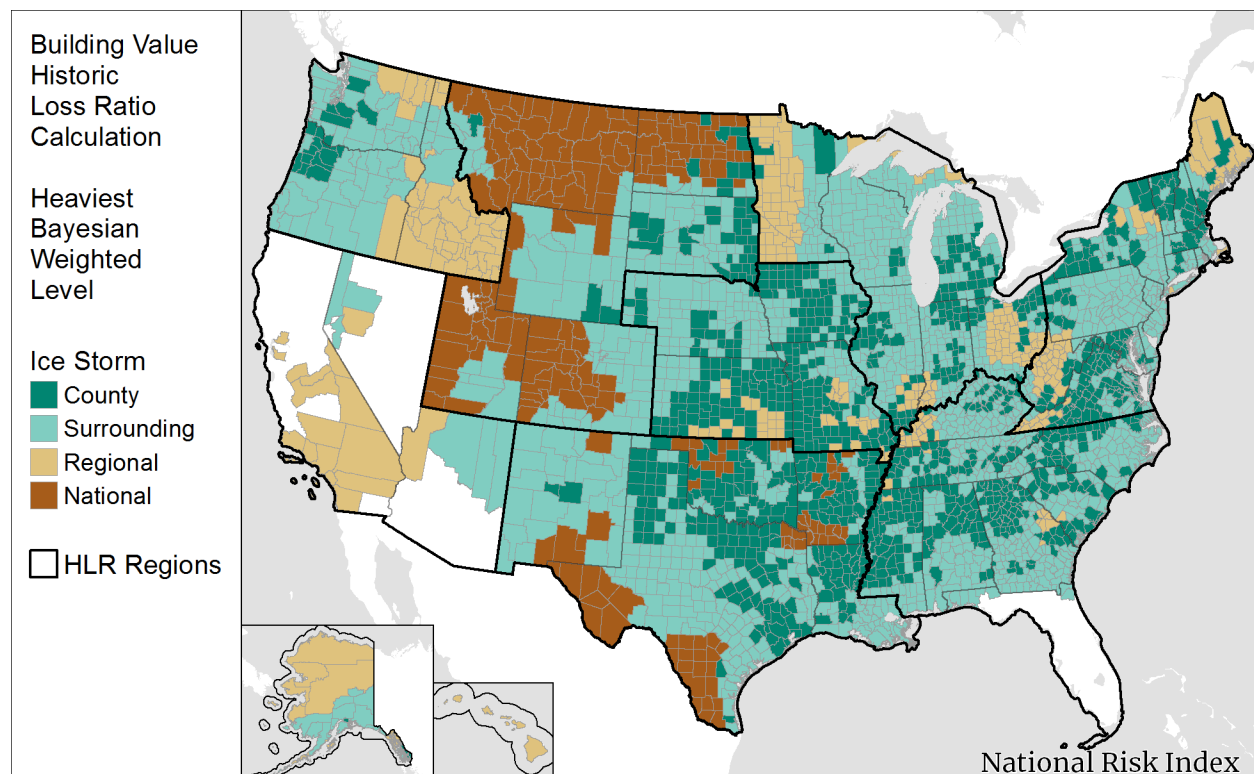 Building Value
Historic
Loss Ratio
Calculation
Heaviest
Bayesian
Weighted
Level
Ice Storm
County
Surrounding
Regional
National
HLR Regions
National Risk Index